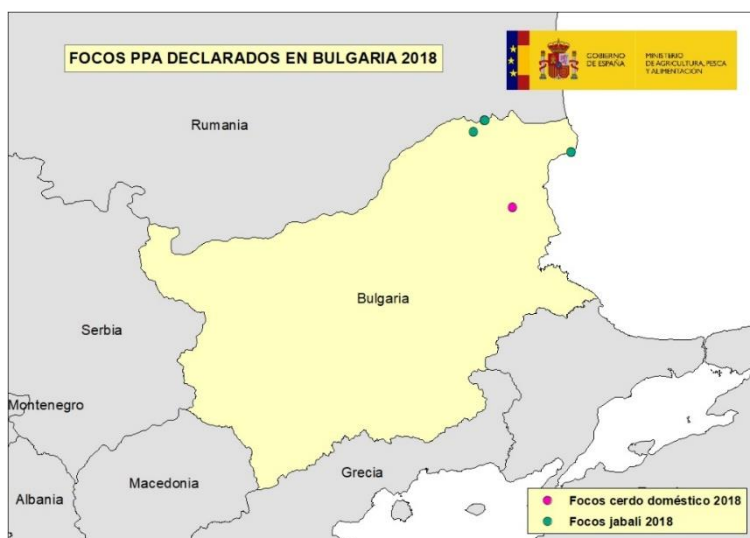 FOCOS PPA DECLARADOS EN BULGARIA 2018
GOBIERNO
DE ESPAÑA
MINISTERIO
DE AGRICULTURA, PESCA
Y ALIMENTACIÓN
Rumania
Bulgaria
Serbia
Montenegro
Macedonia
Grecia
Albania
Focos cerdo doméstico 2018
Focos jabalí 2018